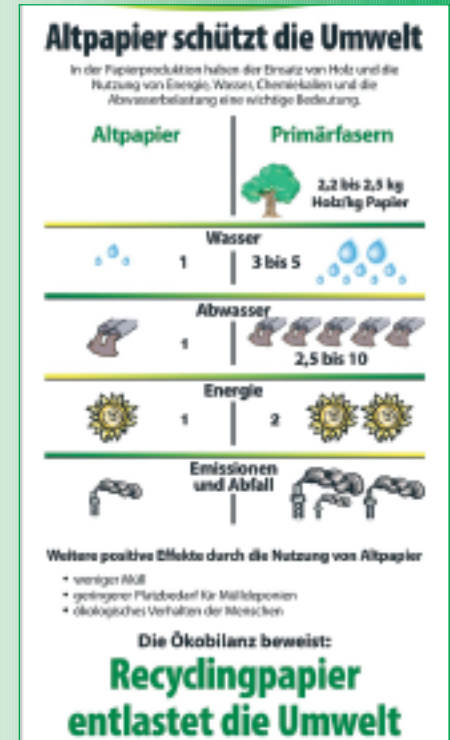 Altpapier schützt die Umwelt
In der Papierproduktion haben der Einsatz von Holz und die
Nutzung von Energie, Wasser, Chemiekalien und die
Abwasserbelastung eine wichtige Bedeutung.
Altpapier
Primärfasern
2,2 bis 2,5 kg
Holz/kg Papier
Wasser
1
3 bis 5
Abwasser
1
2,5 bis 10
Energie
1
2
Emissionen
und Abfall
Weitere positive Effekte durch die Nutzung von Altpapier
• weniger Müll
• geringerer Platzbedarf für Mülldeponien
• ökologisches Verhalten der Menschen
Die Ökobilanz beweist:
Recyclingpapier
entlastet die Umwelt